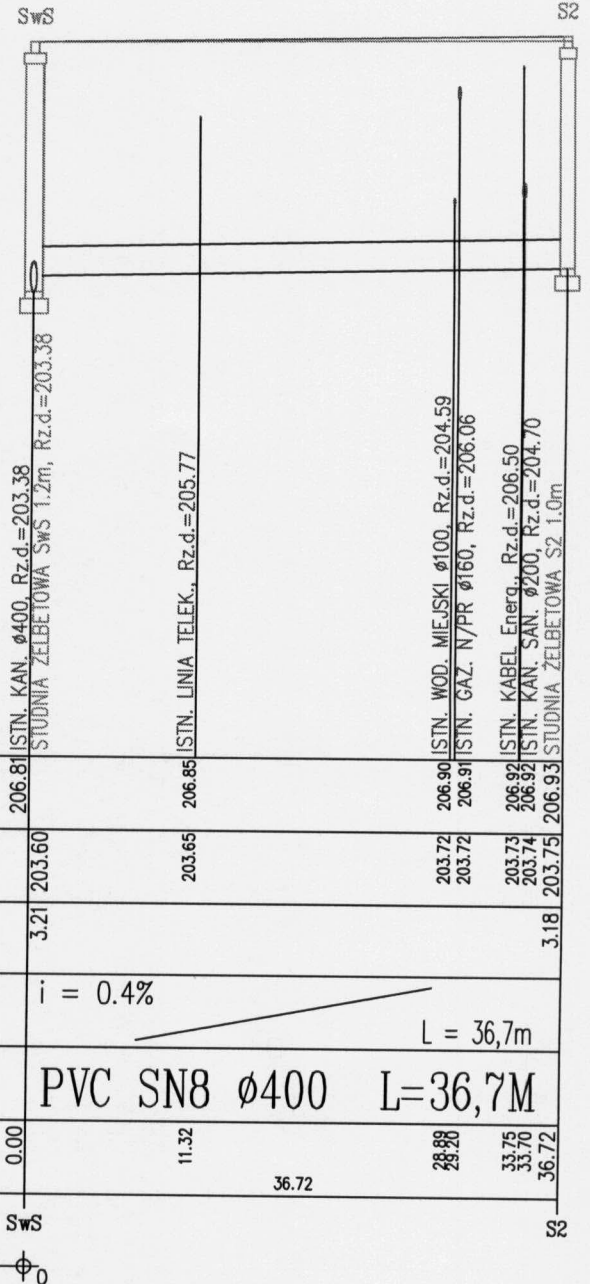 SwS
S2
ISTN. KAN. ø400, Rz.d.=203.38
STUDNIA ŻELBETOWA SwS 1.2m, Rz.d.=203.38
ISTN. LINIA TELEK., Rz.d.=205.77
ISTN. WOD. MIEJSKI ø100, Rz.d.=204.59
ISTN. GAZ. N/PR ø160, Rz.d.=206.06
ISTN. KABEL Energ., Rz.d.=206.50
ISTN. KAN. SAN. ø200, Rz.d.=204.70
STUDNIA ŻELBETOWA S2 1.0m
206.81
206.85
206.90
206.91
206.92
206.92
206.93
203.60
203.65
203.72
203.72
203.73
203.74
203.75
3.21
3.18
i = 0.4%
L = 36,7m
PVC SN8 ø400 L=36,7M
0.00
11.32
28.89
29.20
33.75
33.70
36.72
36.72
SwS
S2
0